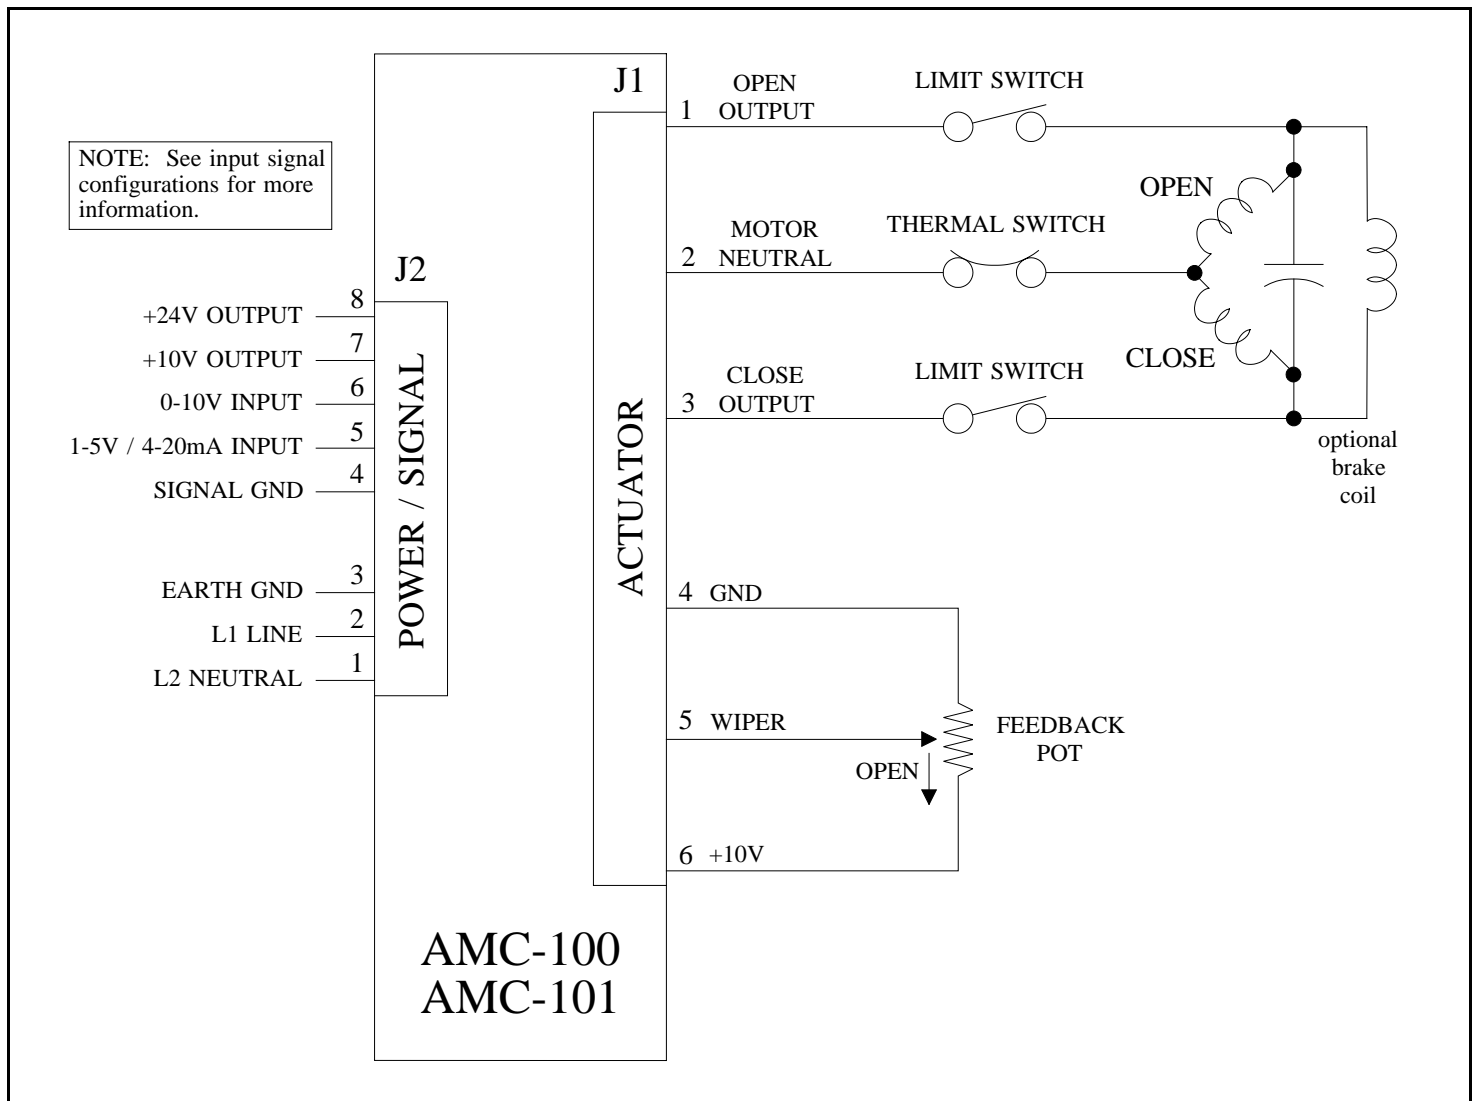 NOTE: See input signal
configurations for more
information.
J2
8
+24V OUTPUT
7
+10V OUTPUT
6
0-10V INPUT
5
1-5V / 4-20mA INPUT
4
SIGNAL GND
3
EARTH GND
2
L1 LINE
1
L2 NEUTRAL
POWER / SIGNAL
J1
ACTUATOR
1
OPEN
OUTPUT
LIMIT SWITCH
2
MOTOR
NEUTRAL
THERMAL SWITCH
OPEN
CLOSE
3
CLOSE
OUTPUT
LIMIT SWITCH
optional
brake
coil
4 GND
5 WIPER
OPEN
FEEDBACK
POT
6 +10V
AMC-100
AMC-101